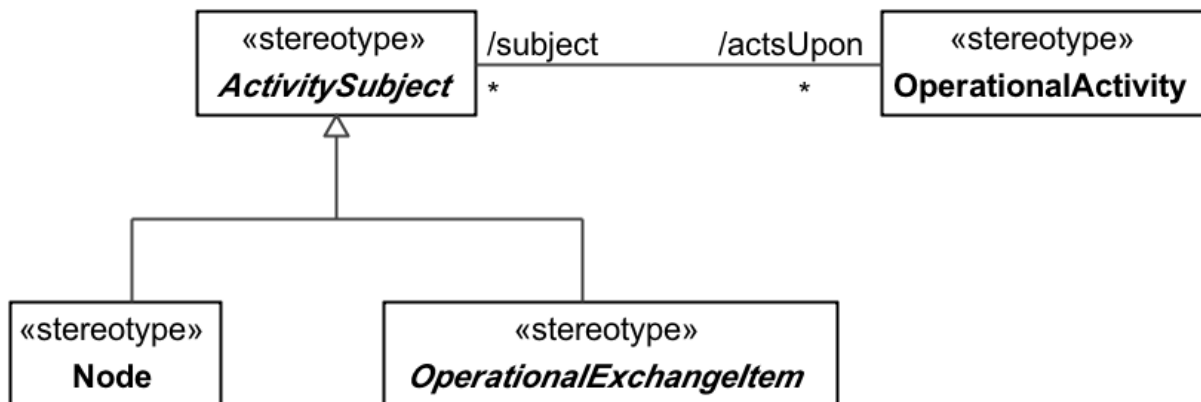 «stereotype»
ActivitySubject
/subject
*
/actsUpon
*
«stereotype»
OperationalActivity
«stereotype»
Node
«stereotype»
OperationalExchangeItem